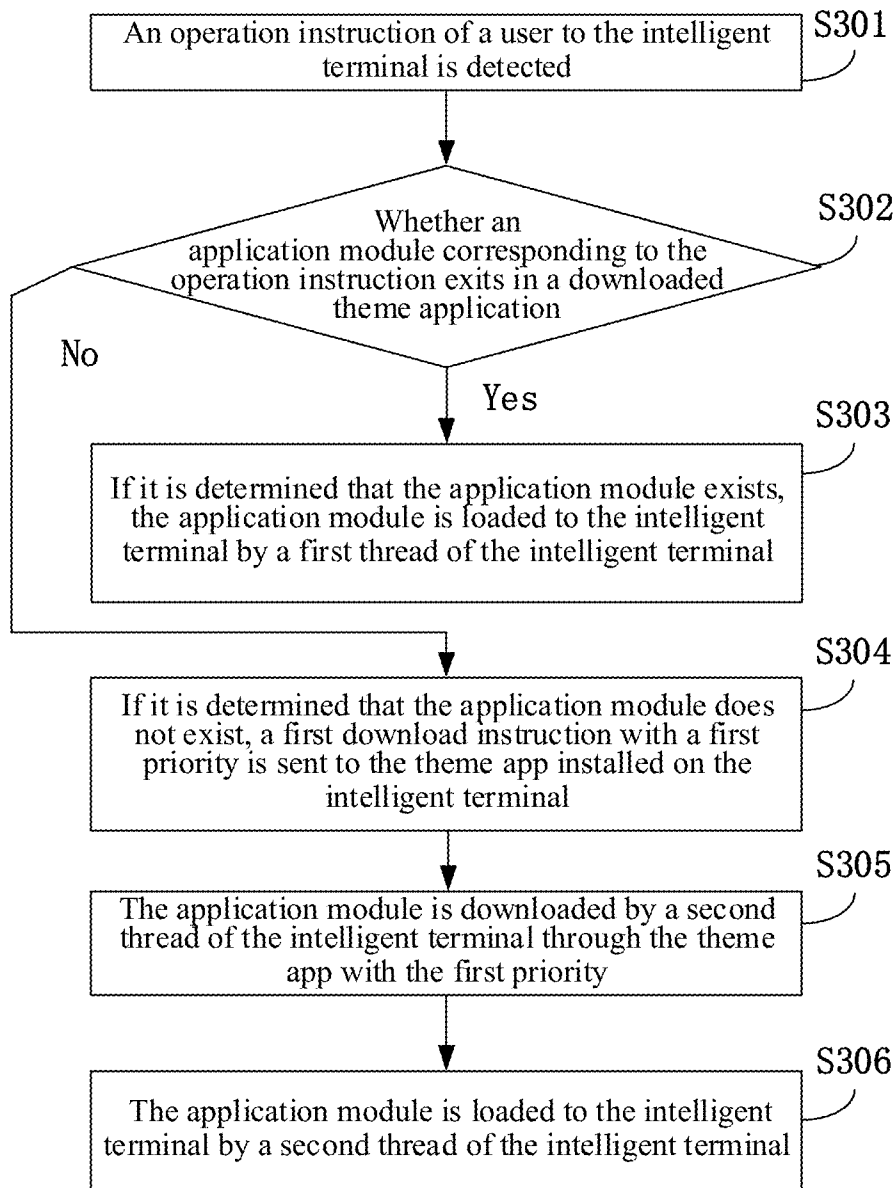 An operation instruction of a user to the intelligent
terminal is detected
S301
Whether an
application module corresponding to the
operation instruction exits in a downloaded
theme application
S302
No
Yes
S303
If it is determined that the application module exists,
the application module is loaded to the intelligent
terminal by a first thread of the intelligent terminal
S304
If it is determined that the application module does
not exist, a first download instruction with a first
priority is sent to the theme app installed on the
intelligent terminal
S305
The application module is downloaded by a second
thread of the intelligent terminal through the theme
app with the first priority
S306
The application module is loaded to the intelligent
terminal by a second thread of the intelligent terminal